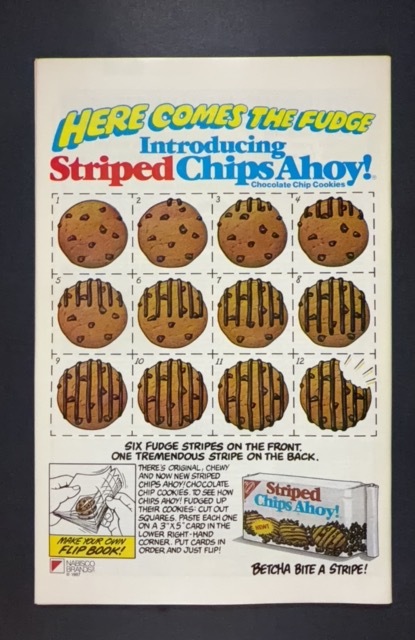 HERE COMES THE FUDGE
Introducing
Striped Chips Ahoy!
Chocolate Chip Cookies
1 2 3 4
5 6 7 8
9 10 11 12
SIX FUDGE STRIPES ON THE FRONT.
ONE TREMENDOUS STRIPE ON THE BACK.
THERE'S ORIGINAL, CHEWY
AND NOW NEW STRIPED
CHIPS AHOY! CHOCOLATE
CHIP COOKIES. TO SEE HOW
CHIPS AHOY! FUDGED UP
THEIR COOKIES: CUT OUT
SQUARES. PASTE EACH ONE
ON A 3"X5" CARD IN THE
LOWER RIGHT-HAND
CORNER. PUT CARDS IN
ORDER AND JUST FLIP!
MAKE YOUR OWN
FLIP BOOK!
NABISCO
BRANDS
© 1987
Striped
Chips Ahoy!
NEW!
BETCHA BITE A STRIPE!